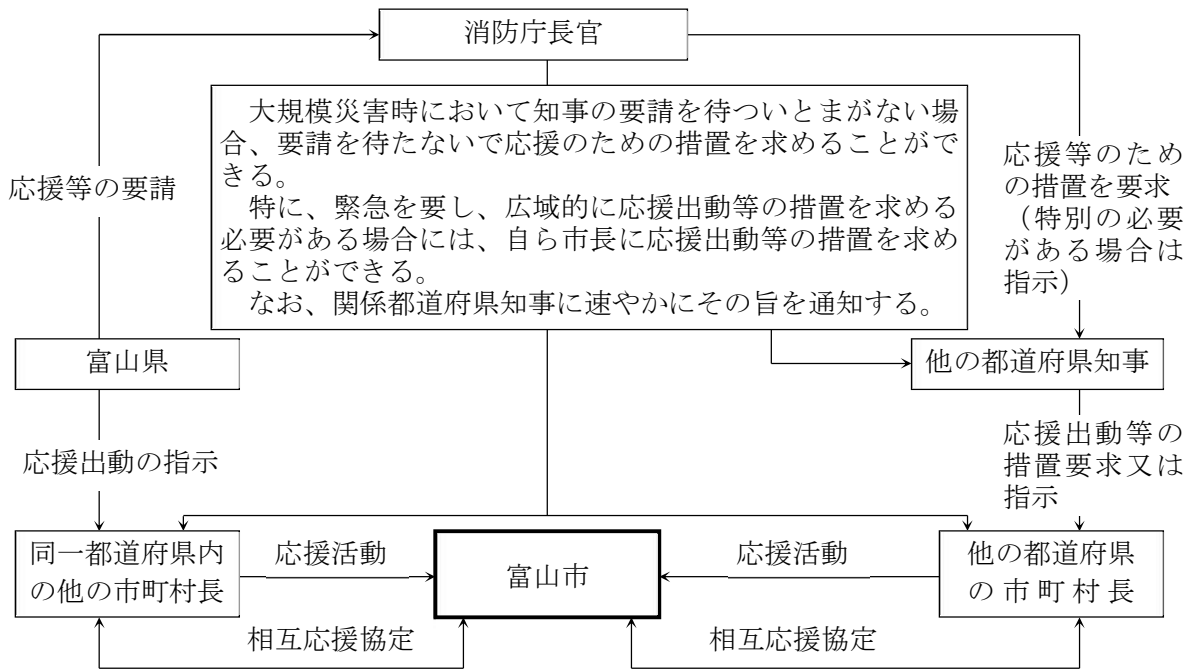 消防庁長官
　大規模災害時において知事の要請を待ついとまがない場
合、要請を待たないで応援のための措置を求めることがで
きる。
　特に、緊急を要し、広域的に応援出動等の措置を求める
必要がある場合には、自ら市長に応援出動等の措置を求め
ることができる。
　なお、関係都道府県知事に速やかにその旨を通知する。
応援等の要請
応援等のため
の措置を要求
（特別の必要
がある場合は
指示）
富山県
他の都道府県知事
応援出動の指示
応援出動等の
措置要求又は
指示
同一都道府県内
の他の市町村長
応援活動
富山市
応援活動
他の都道府県
の市町村長
相互応援協定
相互応援協定